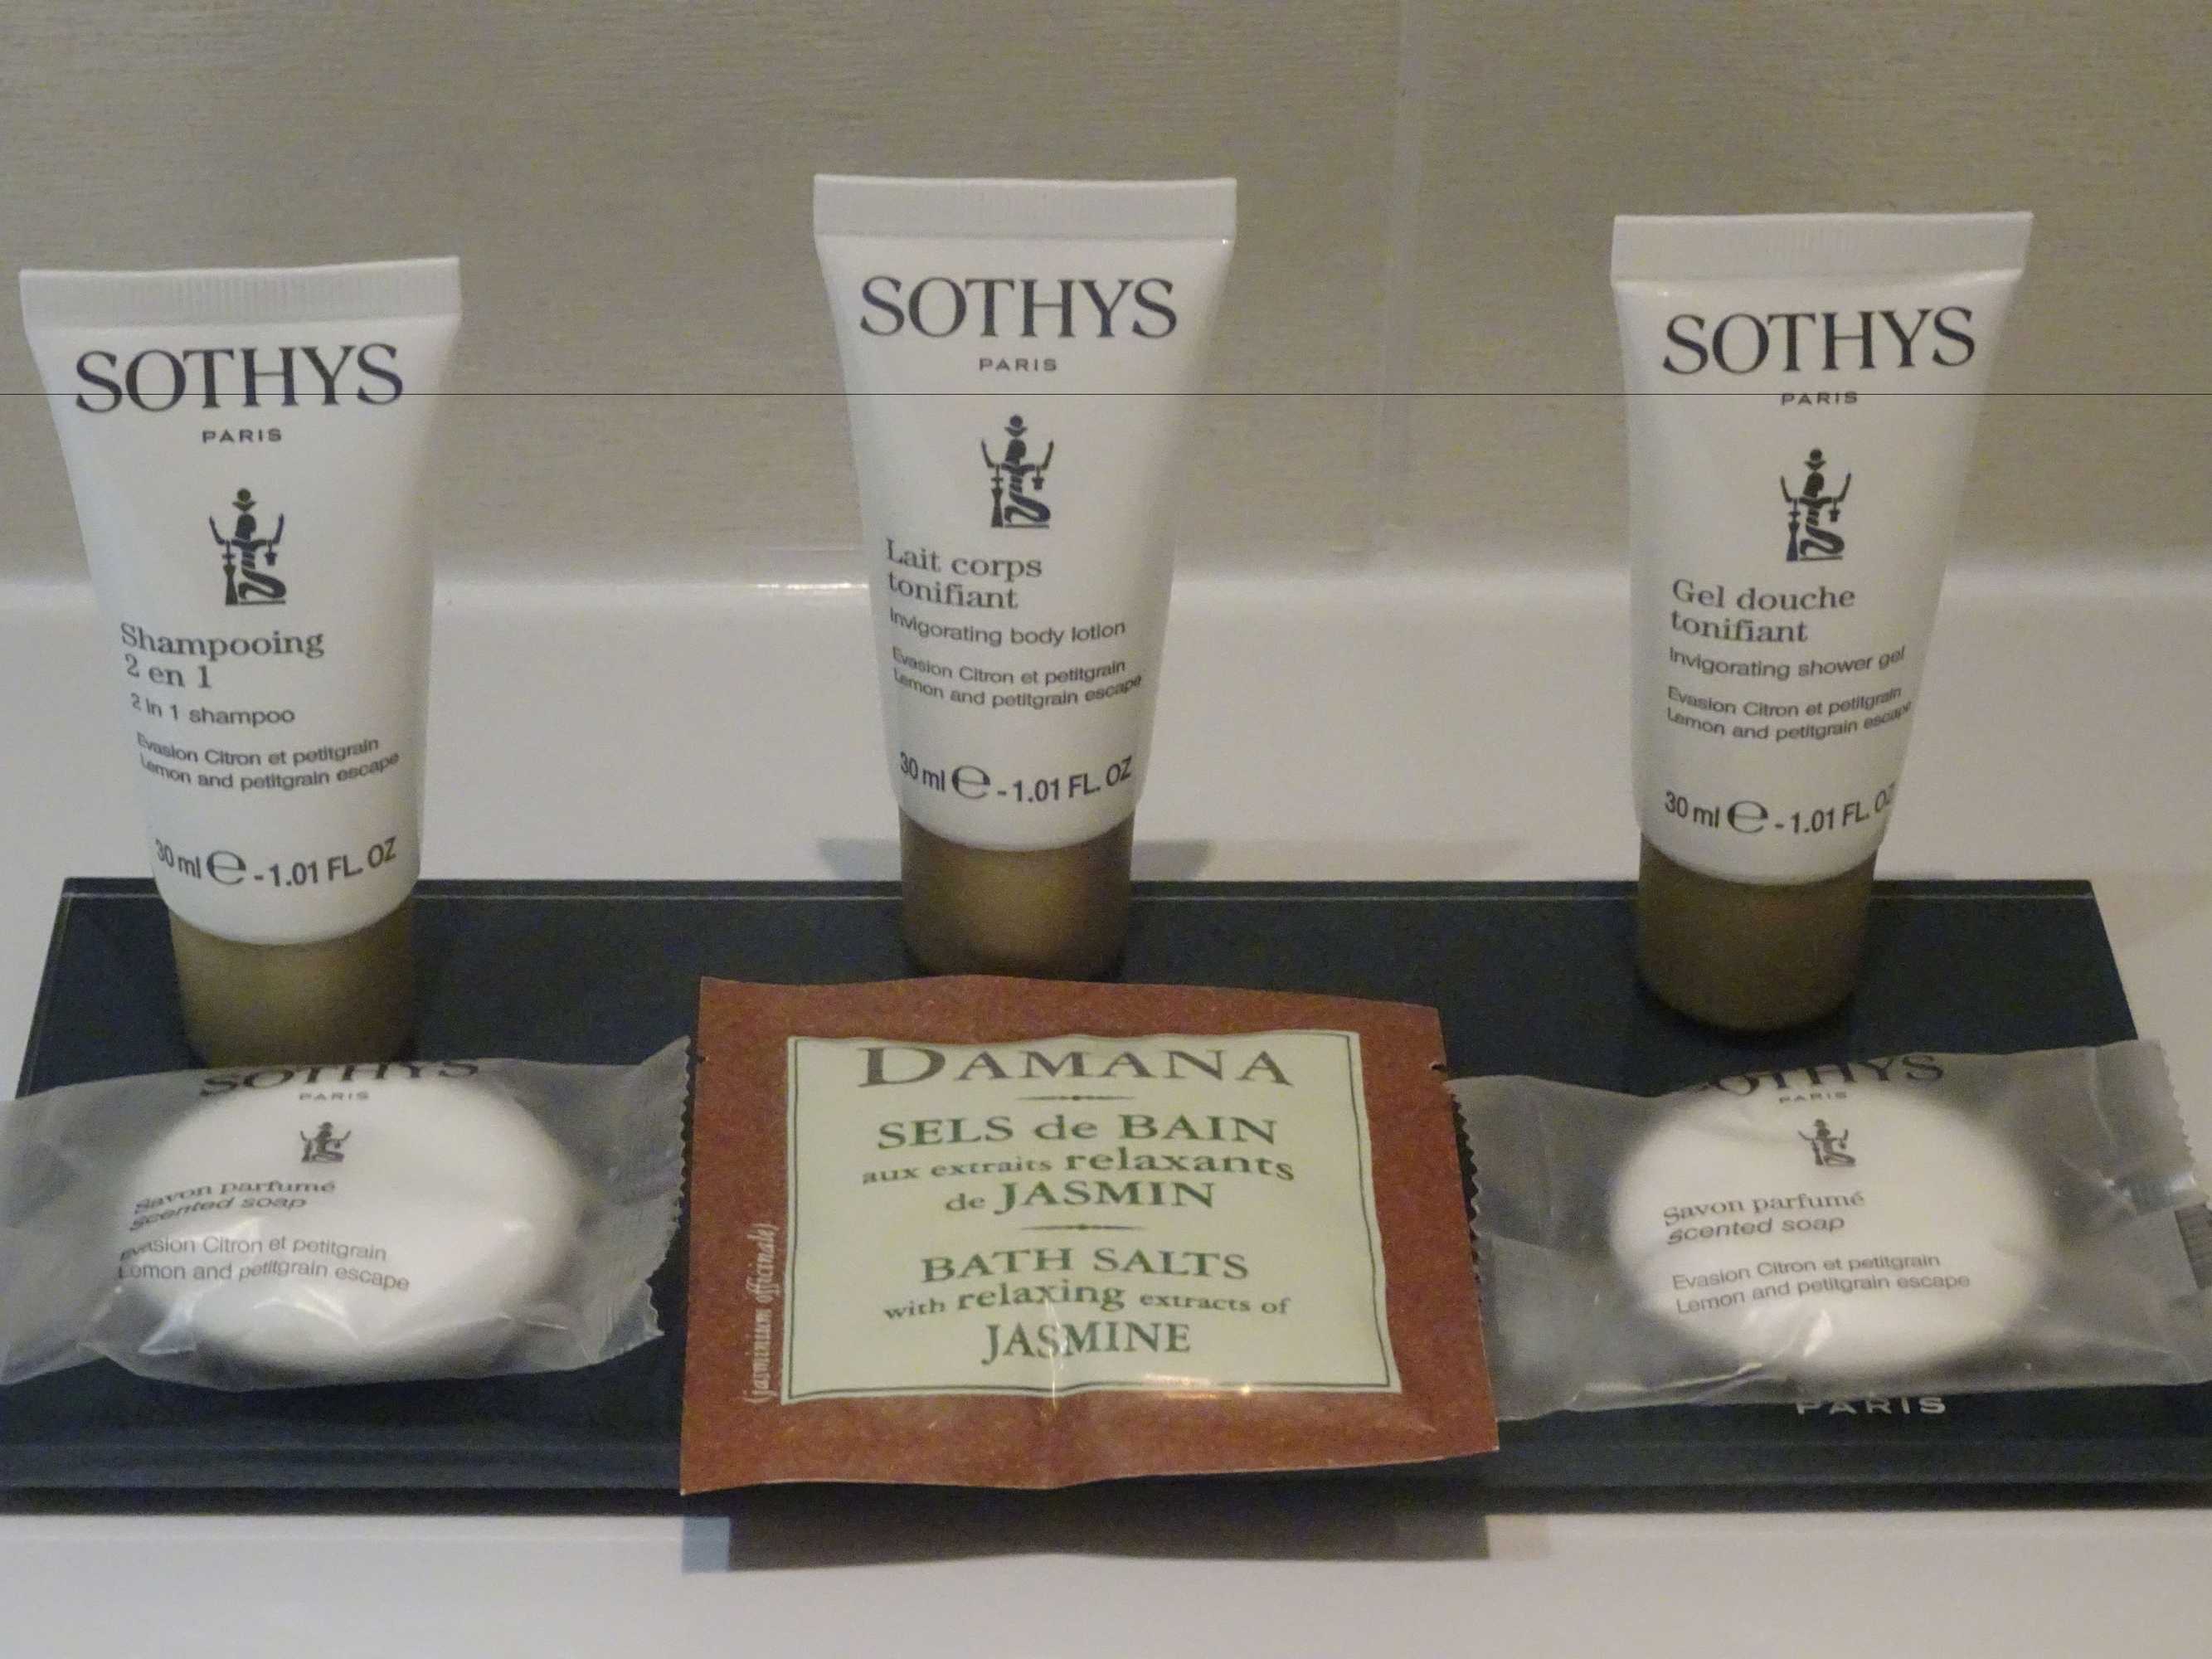 SOTHYS
PARIS
Shampooing
2 en 1
2 in 1 shampoo
Evasion Citron et petitgrain
Lemon and petitgrain escape
30 ml ℮ - 1.01 FL. OZ
SOTHYS
PARIS
Lait corps
tonifiant
Invigorating body lotion
Evasion Citron et petitgrain
Lemon and petitgrain escape
30 ml ℮ - 1.01 FL. OZ
SOTHYS
PARIS
Gel douche
tonifiant
Invigorating shower gel
Evasion Citron et petitgrain
Lemon and petitgrain escape
30 ml ℮ - 1.01 FL. OZ
SOTHYS
PARIS
Savon parfumé
scented soap
Evasion Citron et petitgrain
Lemon and petitgrain escape
DAMANA
SELS de BAIN
aux extraits relaxants
de JASMIN
BATH SALTS
with relaxing extracts of
JASMINE
(jasminum officinale)
SOTHYS
PARIS
Savon parfumé
scented soap
Evasion Citron et petitgrain
Lemon and petitgrain escape
PARIS